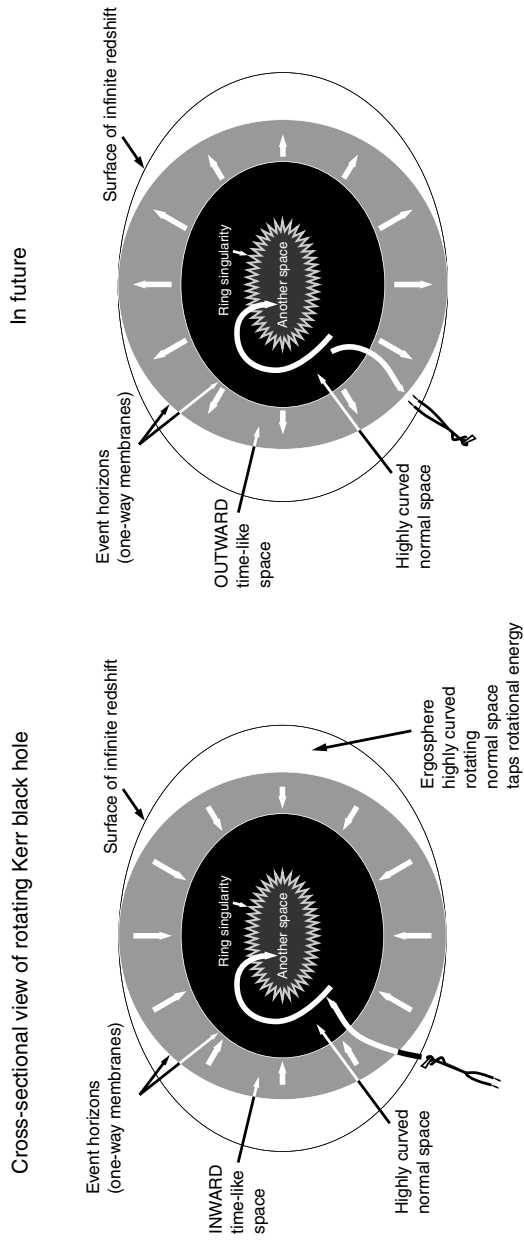 Cross-sectional view of rotating Kerr black hole
Event horizons
(one-way membranes)
Surface of infinite redshift
INWARD
time-like
space
Ring singularity
Another space
Highly curved
normal space
Ergosphere
highly curved
rotating
normal space
taps rotational energy
In future
Event horizons
(one-way membranes)
Surface of infinite redshift
OUTWARD
time-like
space
Ring singularity
Another space
Highly curved
normal space